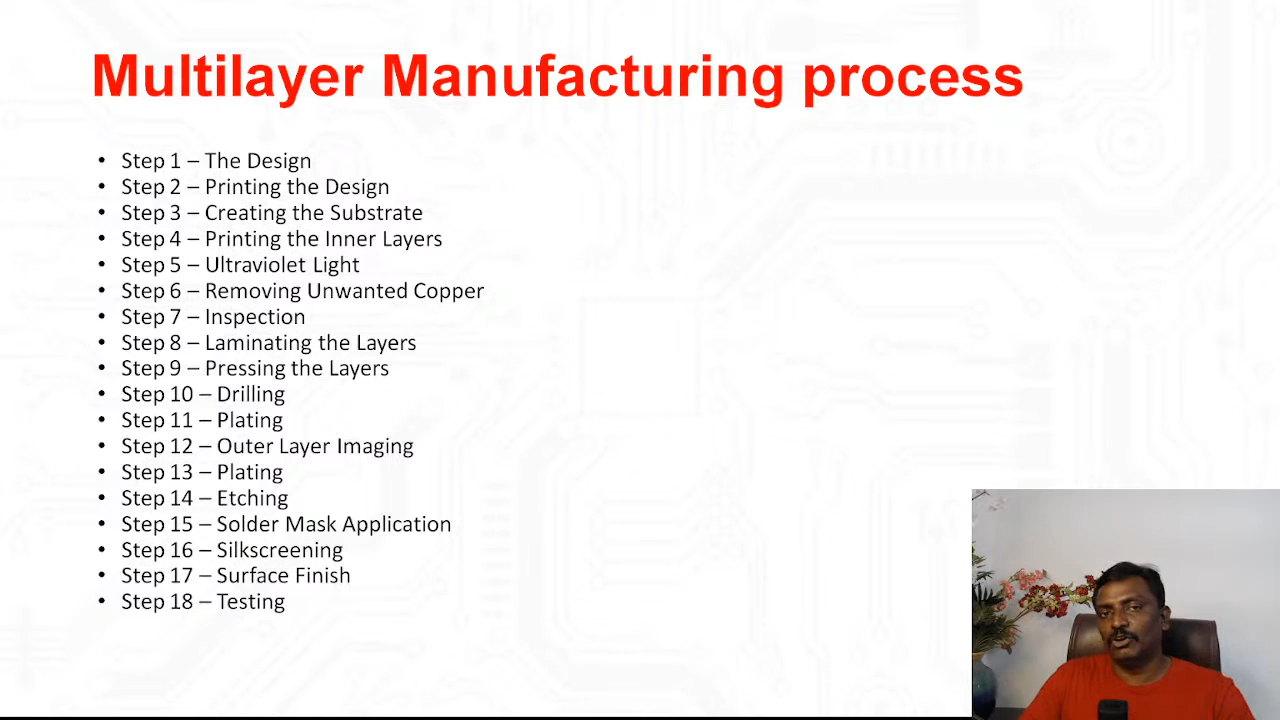 Multilayer Manufacturing process
• Step 1 – The Design
• Step 2 – Printing the Design
• Step 3 – Creating the Substrate
• Step 4 – Printing the Inner Layers
• Step 5 – Ultraviolet Light
• Step 6 – Removing Unwanted Copper
• Step 7 – Inspection
• Step 8 – Laminating the Layers
• Step 9 – Pressing the Layers
• Step 10 – Drilling
• Step 11 – Plating
• Step 12 – Outer Layer Imaging
• Step 13 – Plating
• Step 14 – Etching
• Step 15 – Solder Mask Application
• Step 16 – Silkscreening
• Step 17 – Surface Finish
• Step 18 – Testing